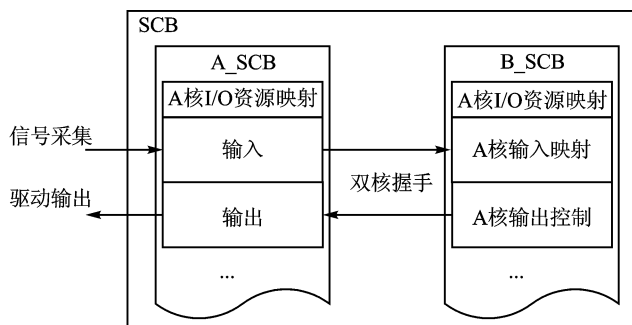 SCB
A_SCB
B_SCB
A核I/O资源映射
A核I/O资源映射
信号采集
输入
A核输入映射
双核握手
驱动输出
输出
A核输出控制
...
...